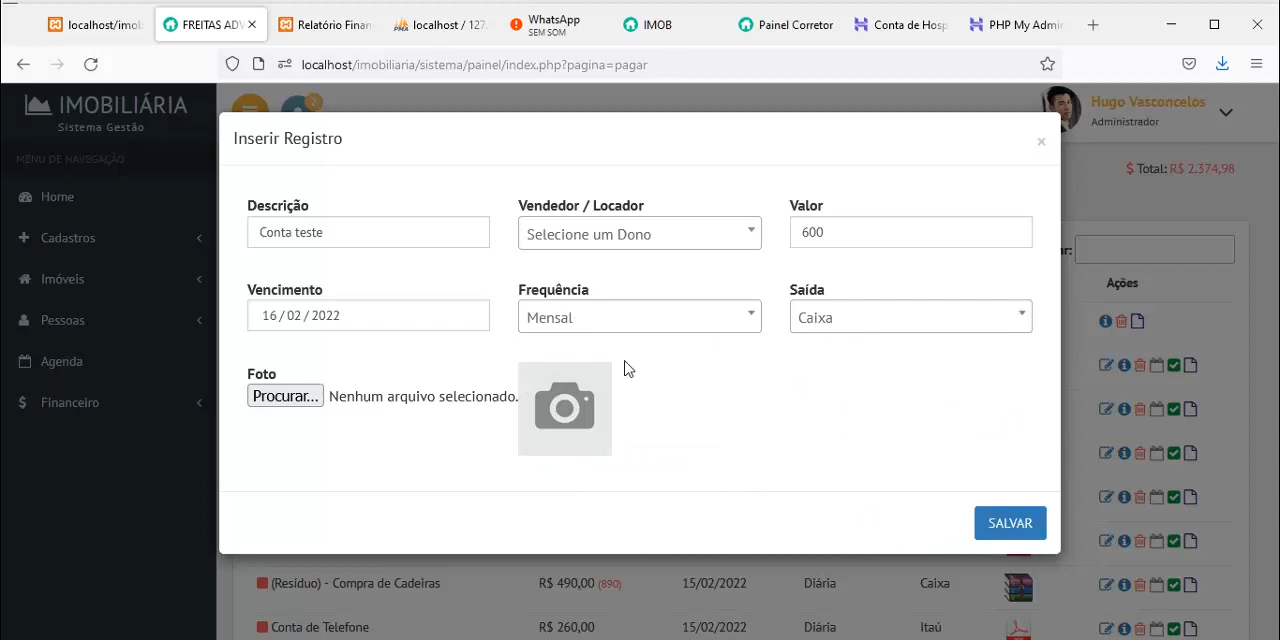 localhost/imob
FREITAS ADV
Relatório Finan
localhost / 127.
WhatsApp
SEM SOM
IMOB
Painel Corretor
Conta de Hosp
PHP My Admin
localhost/imobiliaria/sistema/painel/index.php?pagina=pagar
IMOBILIÁRIA
Sistema Gestão
2
Hugo Vasconcelos
Administrador
MENU DE NAVEGAÇÃO
Inserir Registro
×
$ Total: R$ 2.374,98
Home
Descrição
Vendedor / Locador
Valor
Conta teste
Selecione um Dono
600
Cadastros
ar:
Imóveis
Vencimento
Frequência
Saída
Ações
16 / 02 / 2022
Mensal
Caixa
Pessoas
Agenda
Foto
Procurar... Nenhum arquivo selecionado.
$ Financeiro
SALVAR
(Resíduo) - Compra de Cadeiras R$ 490,00 (890) 15/02/2022 Diária Caixa
Conta de Telefone R$ 260,00 15/02/2022 Diária Itaú